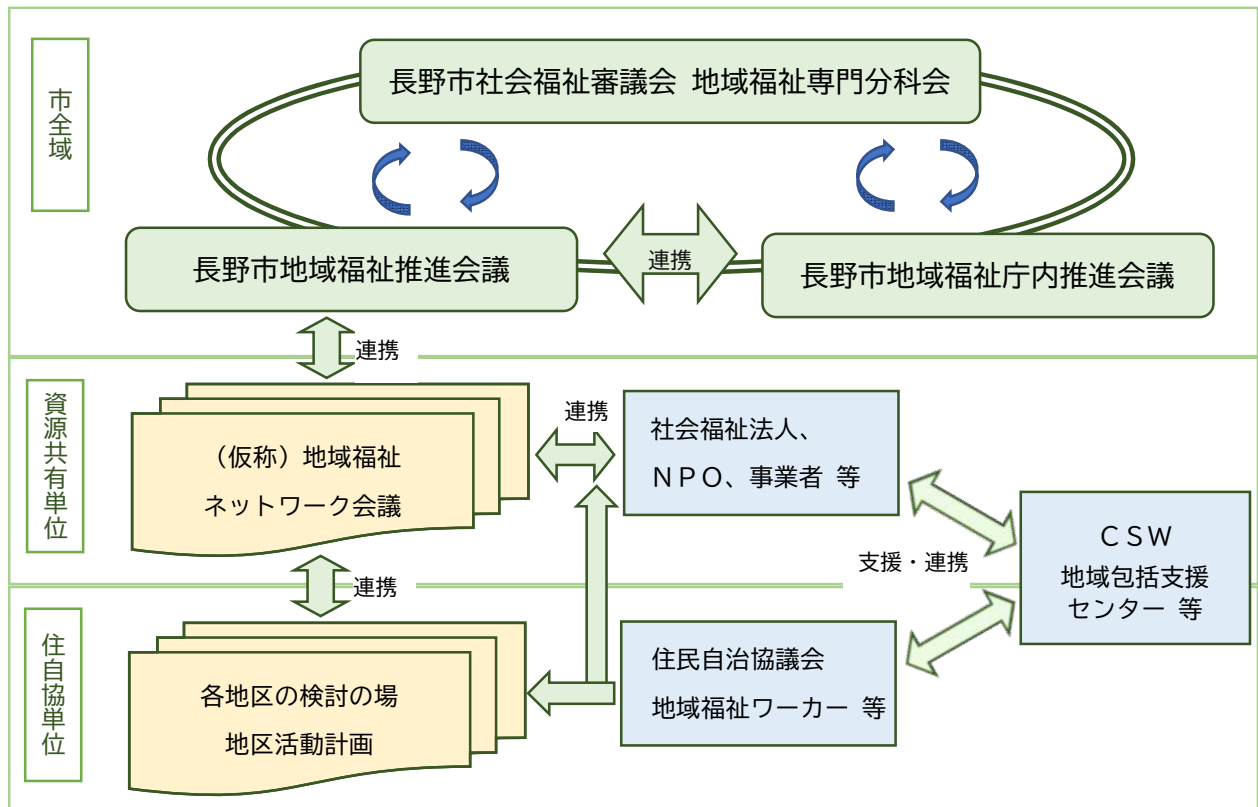 市全域
長野市社会福祉審議会 地域福祉専門分科会
長野市地域福祉推進会議
連携
長野市地域福祉庁内推進会議
連携
資源共有単位
(仮称)地域福祉
ネットワーク会議
連携
社会福祉法人、
ＮＰＯ、事業者 等
ＣＳＷ
地域包括支援
センター 等
支援・連携
連携
住自協単位
各地区の検討の場
地区活動計画
住民自治協議会
地域福祉ワーカー 等